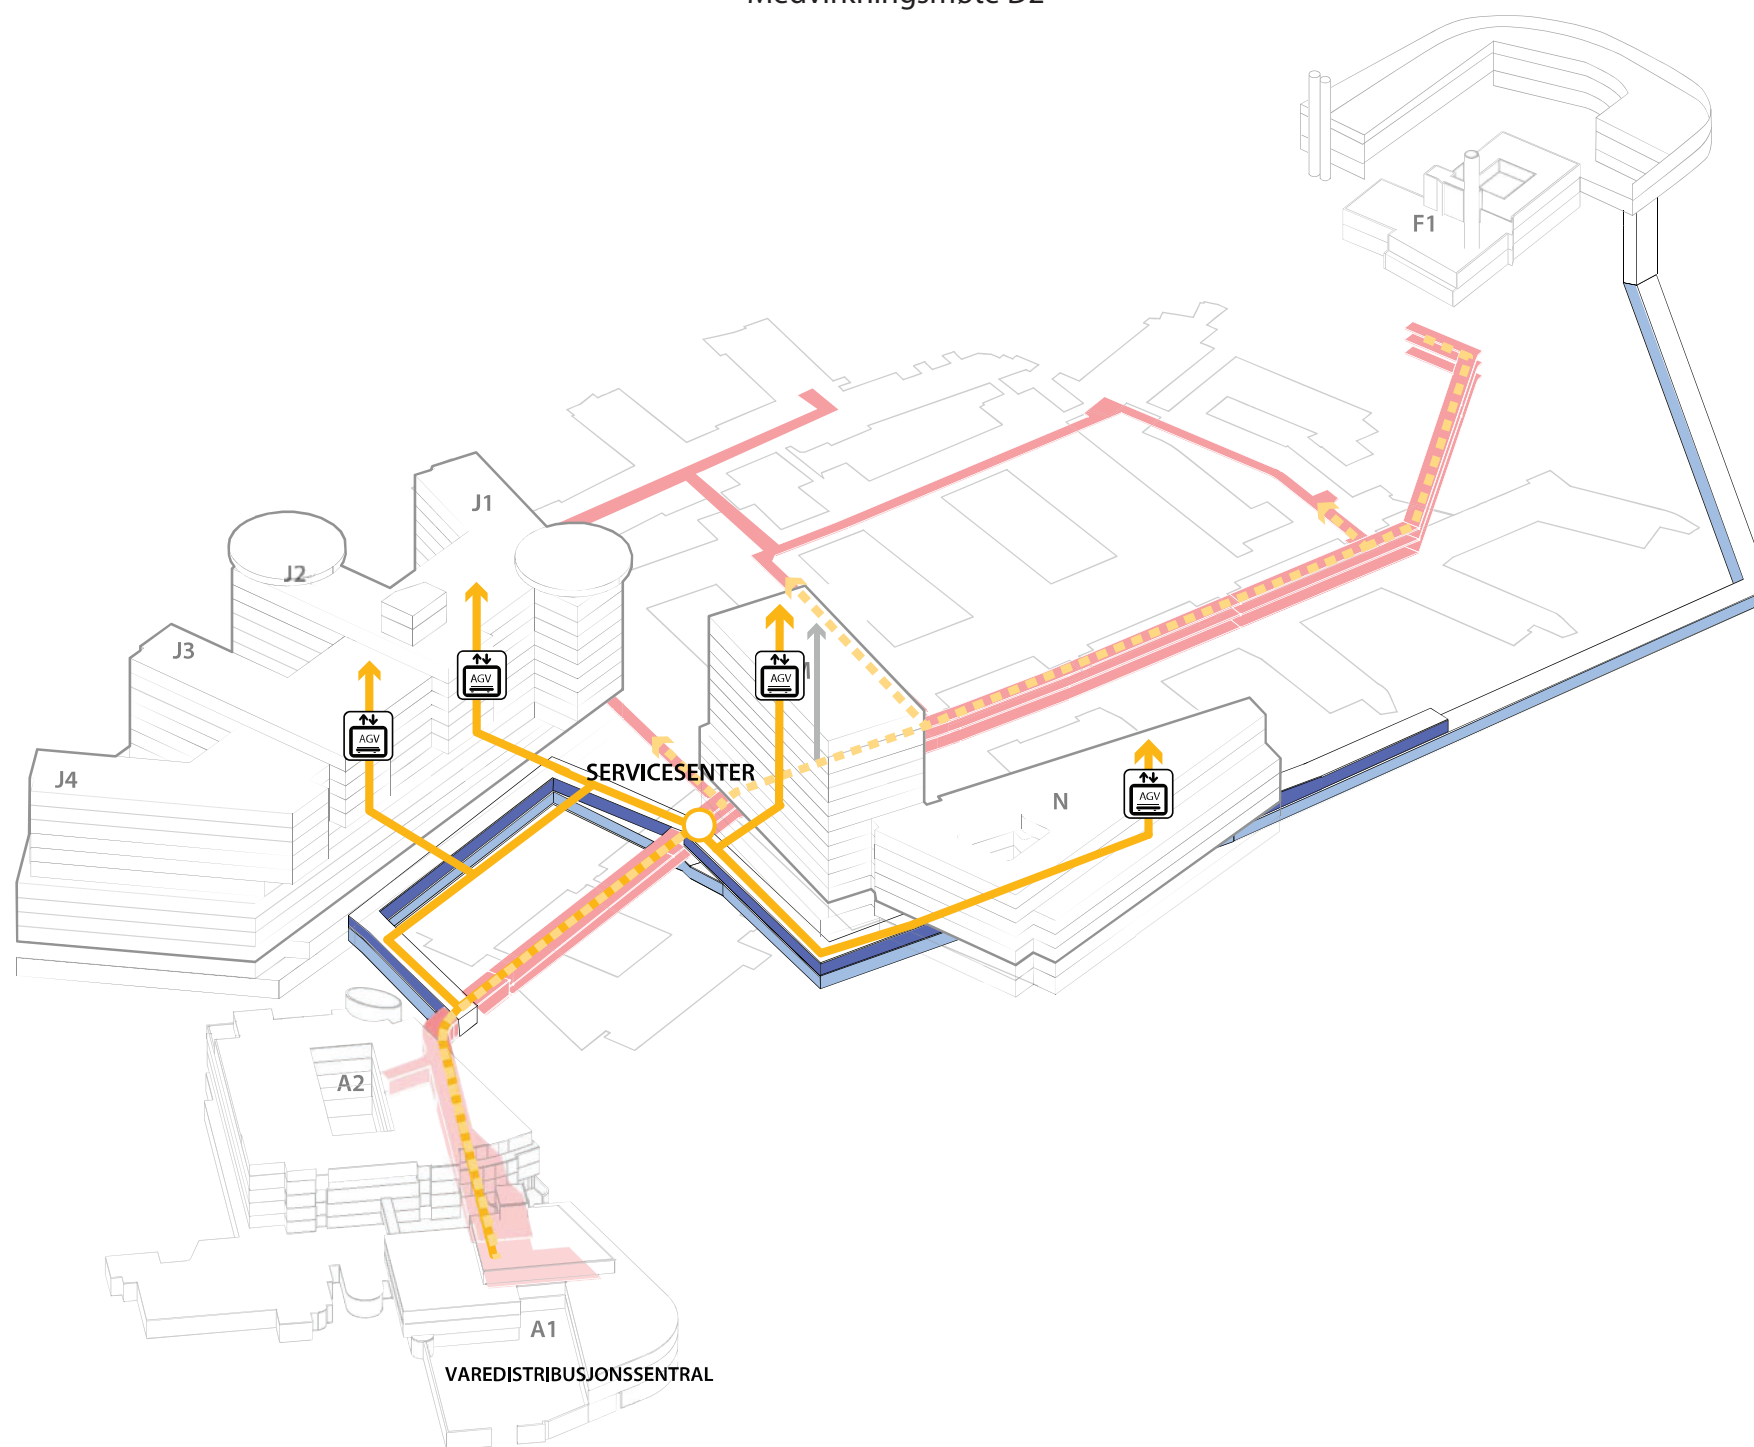 F1
J1
J2
J3
AGV
AGV
AGV
J4
SERVICESENTER
N
AGV
A2
A1
VAREDISTRIBUSJONSSENTRAL